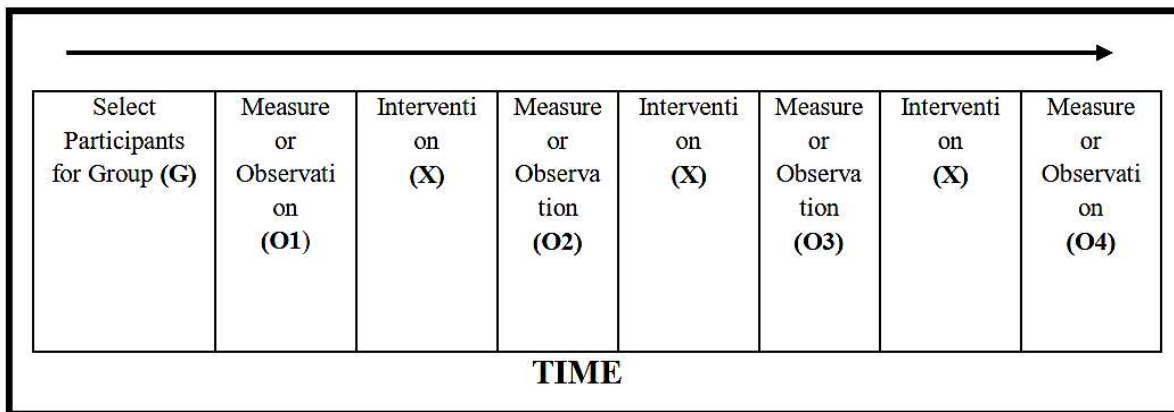 Select
Participants
for Group (G)
Measure
or
Observati
on
(O1)
Interventi
on
(X)
Measure
or
Observa
tion
(O2)
Interventi
on
(X)
Measure
or
Observa
tion
(O3)
Interventi
on
(X)
Measure
or
Observati
on
(O4)
TIME